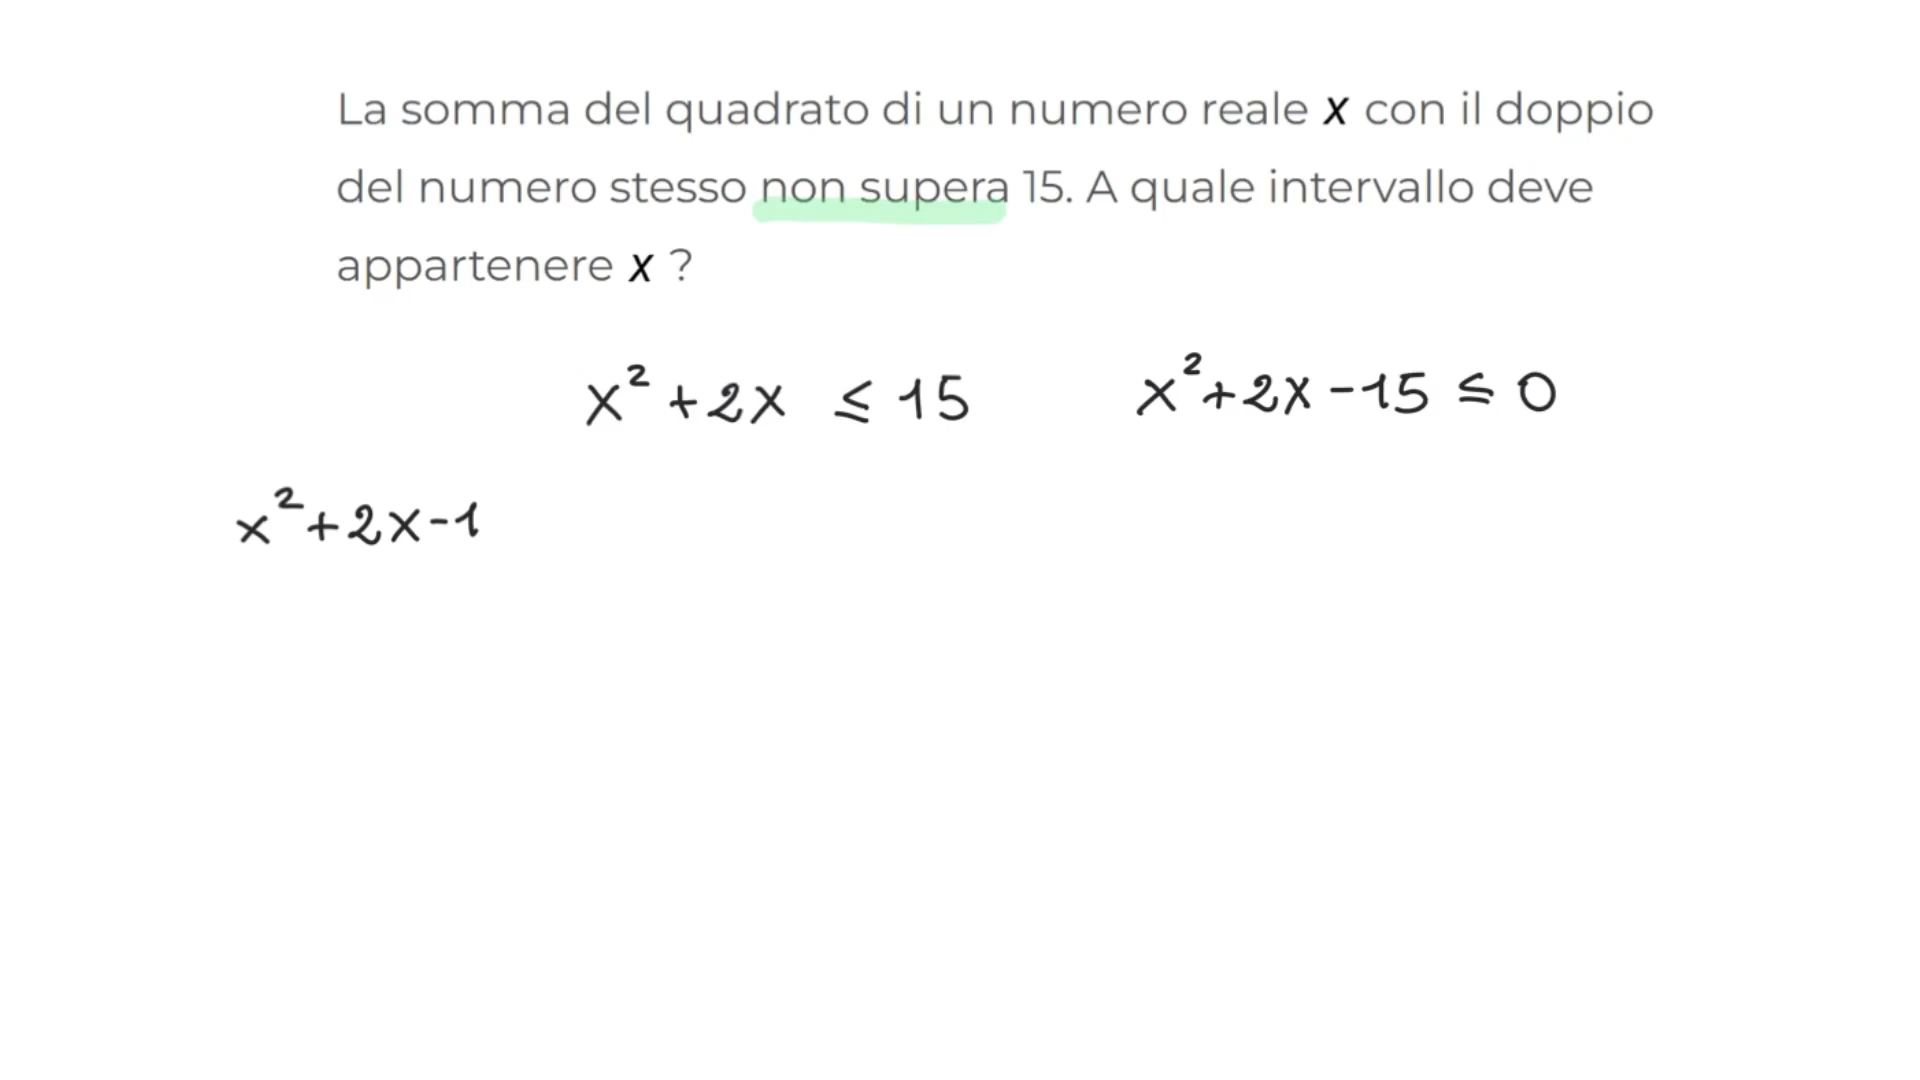 La somma del quadrato di un numero reale x con il doppio
del numero stesso non supera 15. A quale intervallo deve
appartenere x ?
x² + 2x ≤ 15 x² + 2x - 15 ≤ 0
x² + 2x - 1